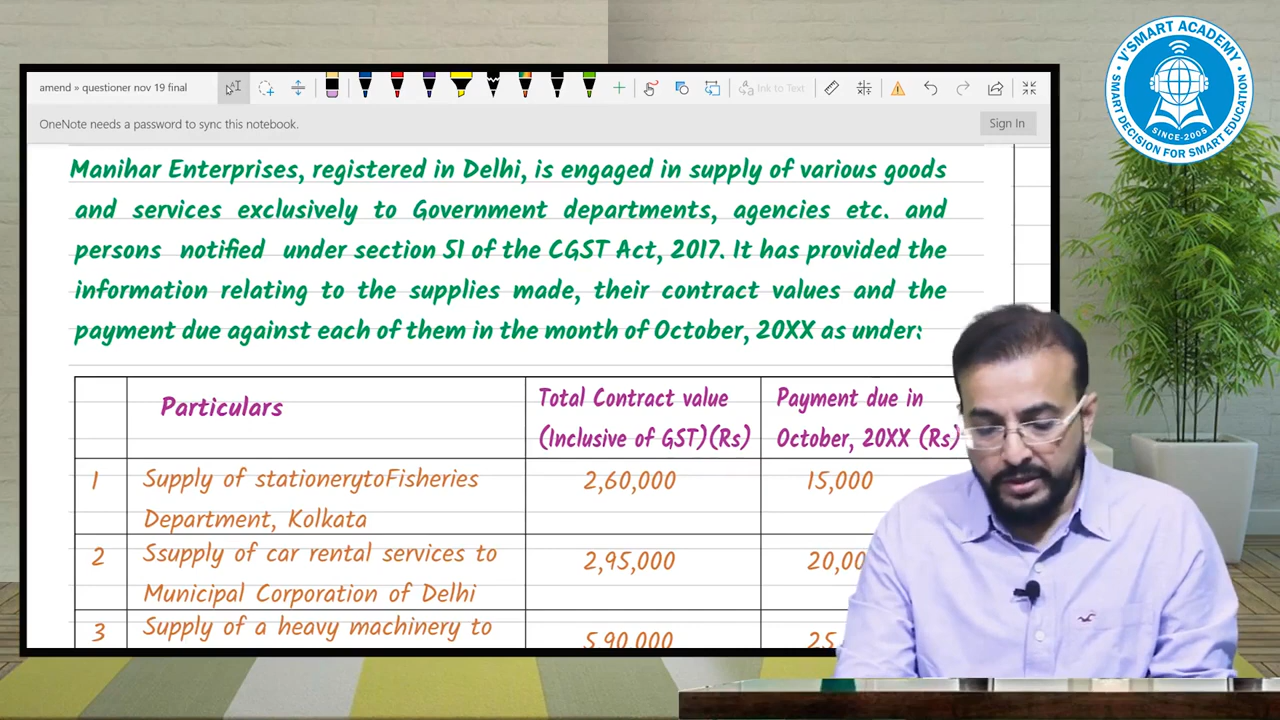 amend » questioner nov 19 final
Ink to Text
OneNote needs a password to sync this notebook.
Sign In
Manihar Enterprises, registered in Delhi, is engaged in supply of various goods
and services exclusively to Government departments, agencies etc. and
persons notified under section 51 of the CGST Act, 2017. It has provided the
information relating to the supplies made, their contract values and the
payment due against each of them in the month of October, 20XX as under:
Particulars
Total Contract value
(Inclusive of GST)(Rs)
Payment due in
October, 20XX (Rs)
1
Supply of stationerytoFisheries
Department, Kolkata
2,60,000
15,000
2
Ssupply of car rental services to
Municipal Corporation of Delhi
2,95,000
20,00
3
Supply of a heavy machinery to
5,90,000
25
V'SMART ACADEMY
SINCE-2005
SMART DECISION FOR SMART EDUCATION